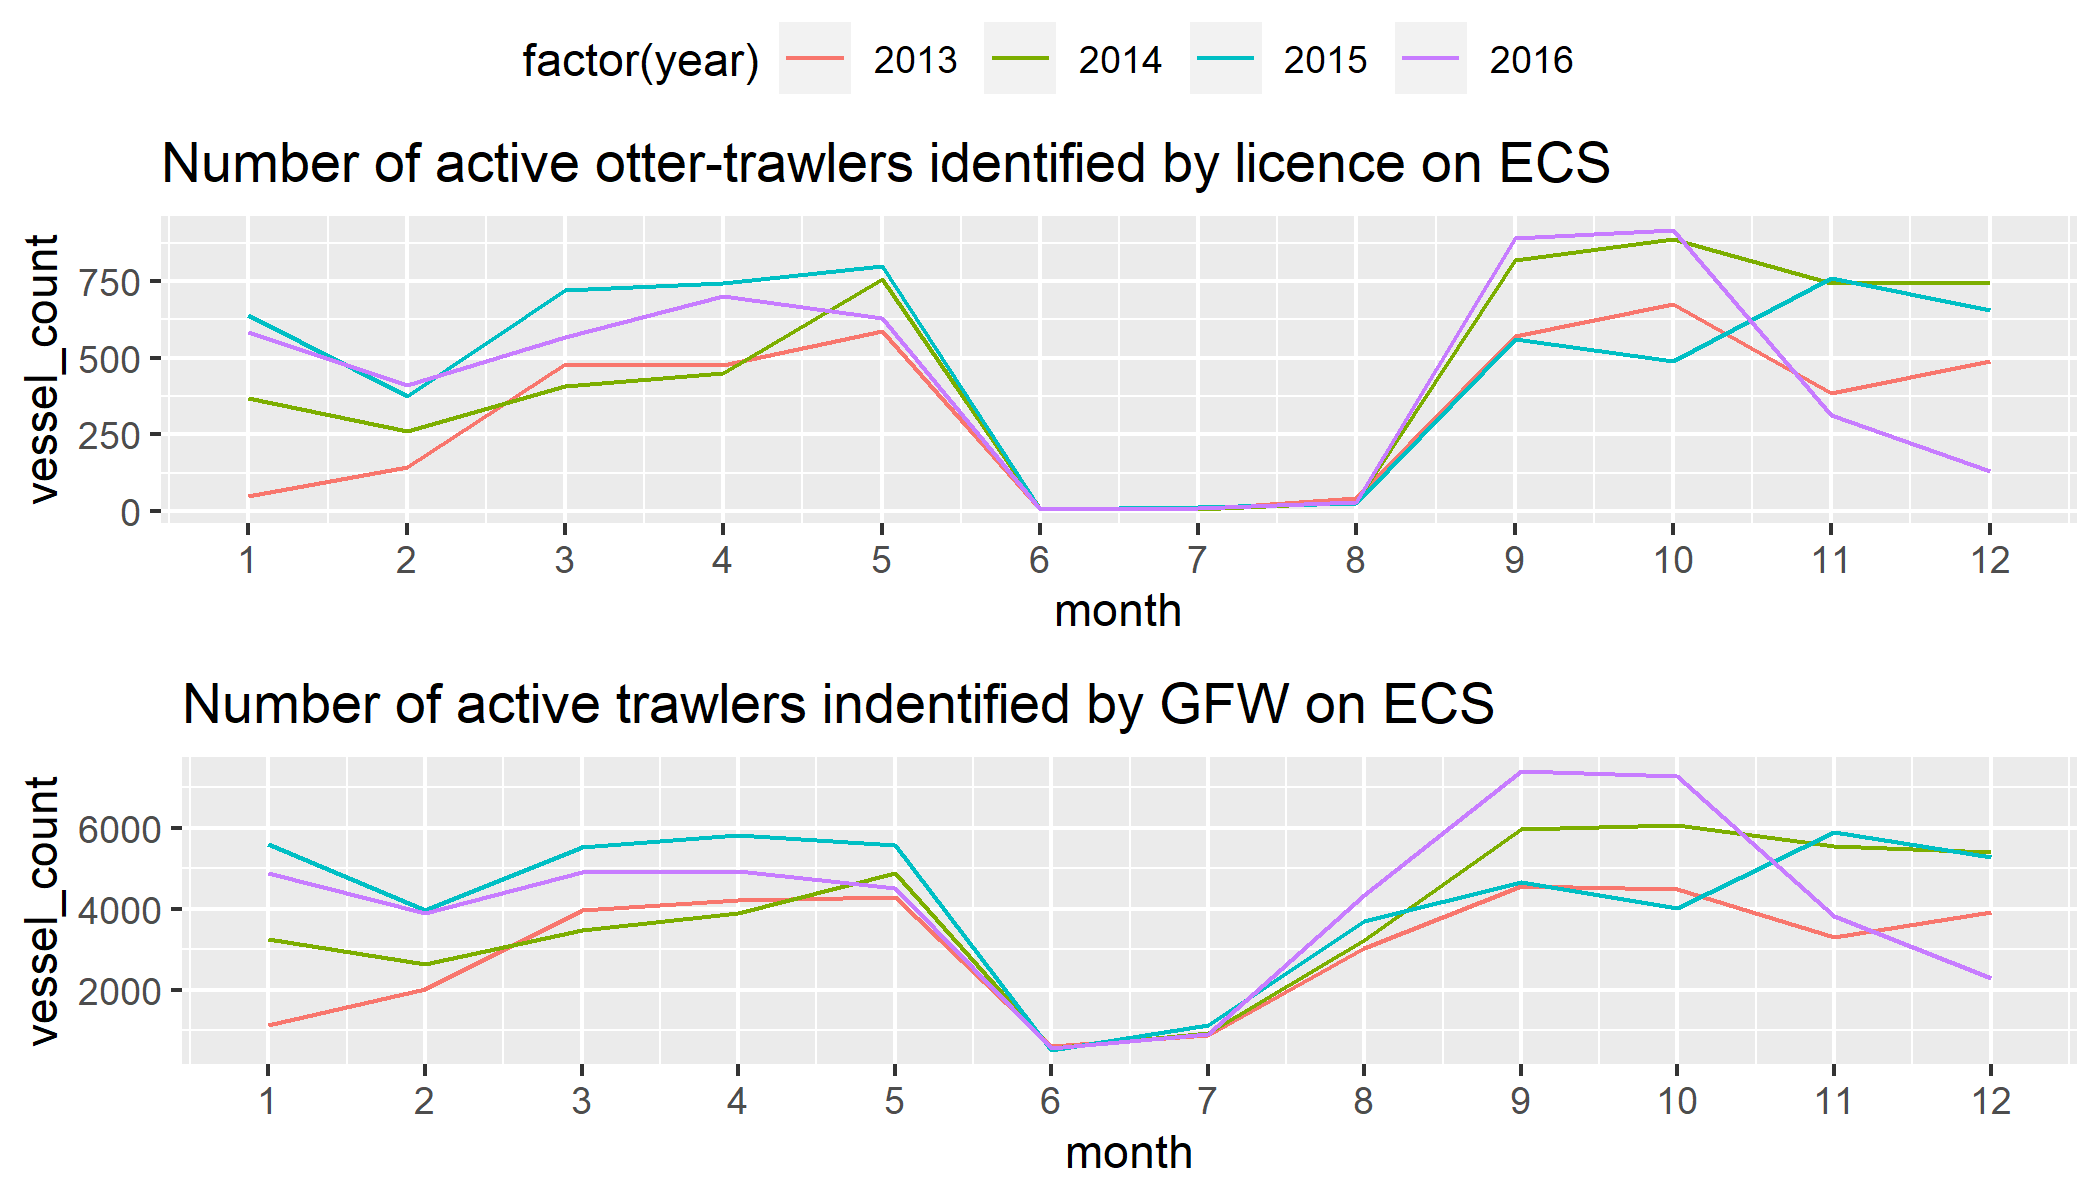 factor(year) 2013 2014 2015 2016
Number of active otter-trawlers identified by licence on ECS
vessel_count
750
500
250
0
1 2 3 4 5 6 7 8 9 10 11 12
month
Number of active trawlers indentified by GFW on ECS
vessel_count
6000
4000
2000
1 2 3 4 5 6 7 8 9 10 11 12
month